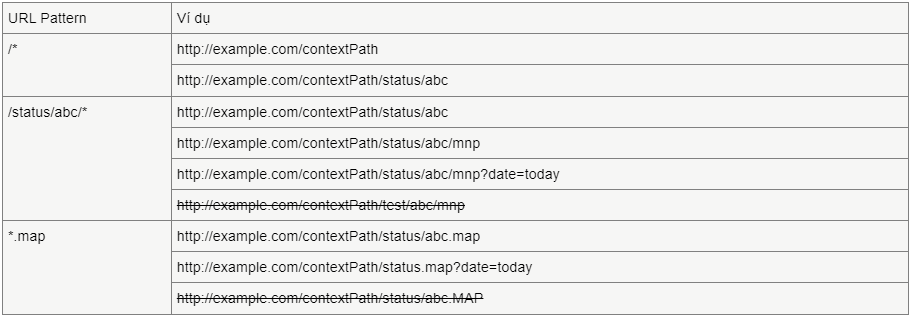 URL Pattern Ví dụ
/* http://example.com/contextPath
http://example.com/contextPath/status/abc
/status/abc/* http://example.com/contextPath/status/abc
http://example.com/contextPath/status/abc/mnp
http://example.com/contextPath/status/abc/mnp?date=today
http://example.com/contextPath/test/abc/mnp
*.map http://example.com/contextPath/status/abc.map
http://example.com/contextPath/status.map?date=today
http://example.com/contextPath/status/abc.MAP